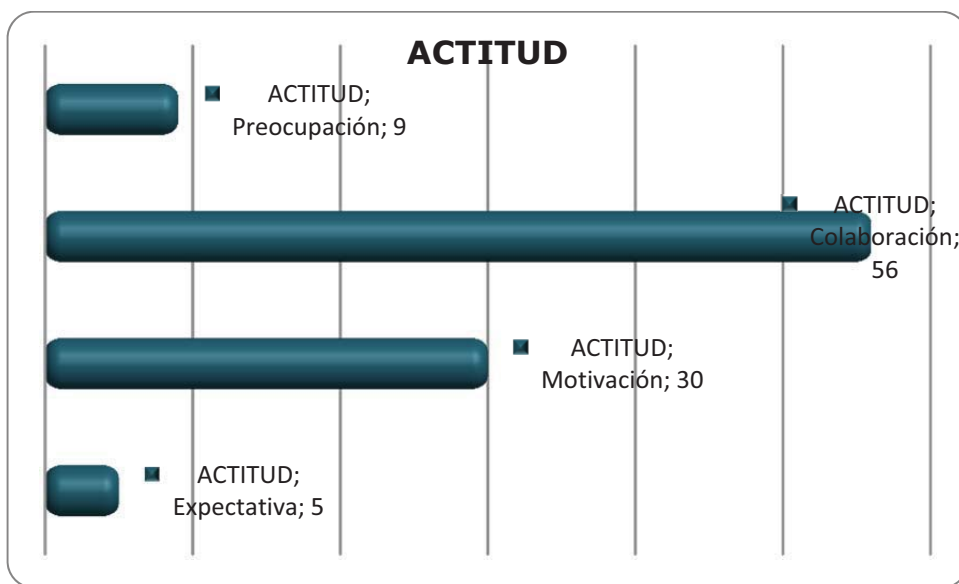 ACTITUD
ACTITUD;
Preocupación; 9
ACTITUD;
Colaboración;
56
ACTITUD;
Motivación; 30
ACTITUD;
Expectativa; 5